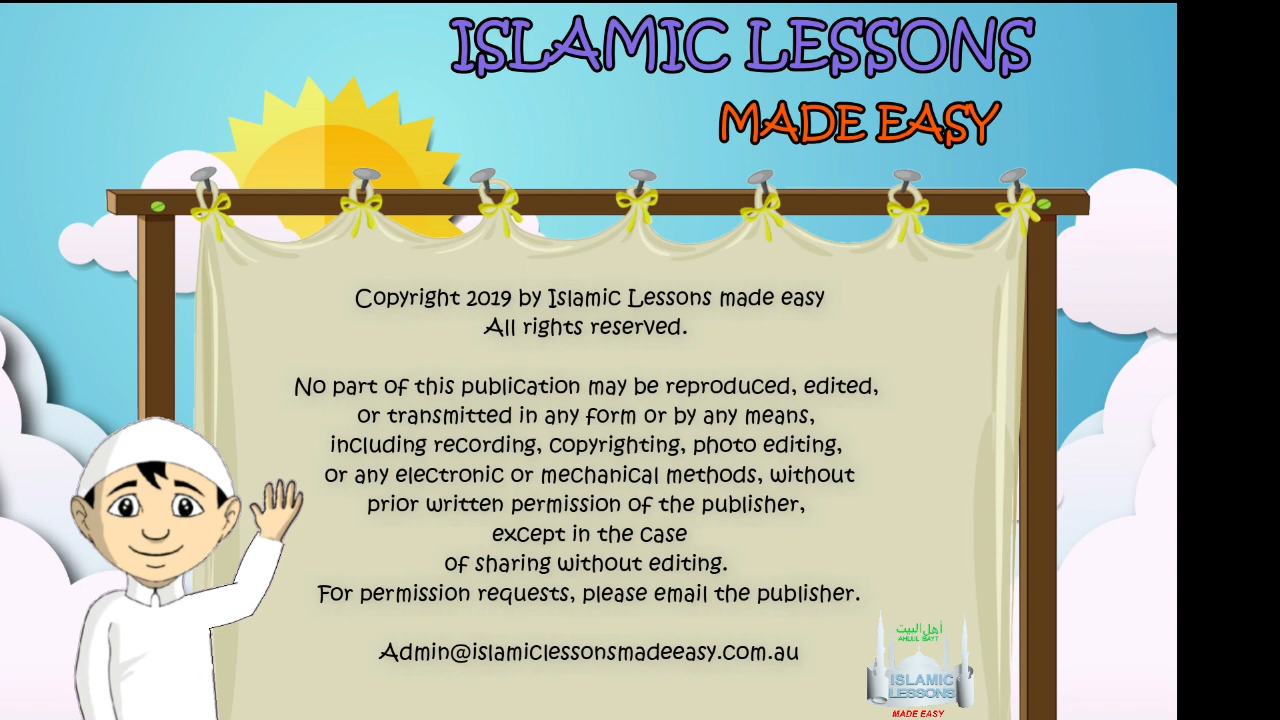 ISLAMIC LESSONS
MADE EASY
Copyright 2019 by Islamic Lessons made easy
All rights reserved.
No part of this publication may be reproduced, edited,
or transmitted in any form or by any means,
including recording, copyrighting, photo editing,
or any electronic or mechanical methods, without
prior written permission of the publisher,
except in the case
of sharing without editing.
For permission requests, please email the publisher.
Admin@islamiclessonsmadeeasy.com.au
أهل البيت
AHLUL BAYT
ISLAMIC
LESSONS
MADE EASY